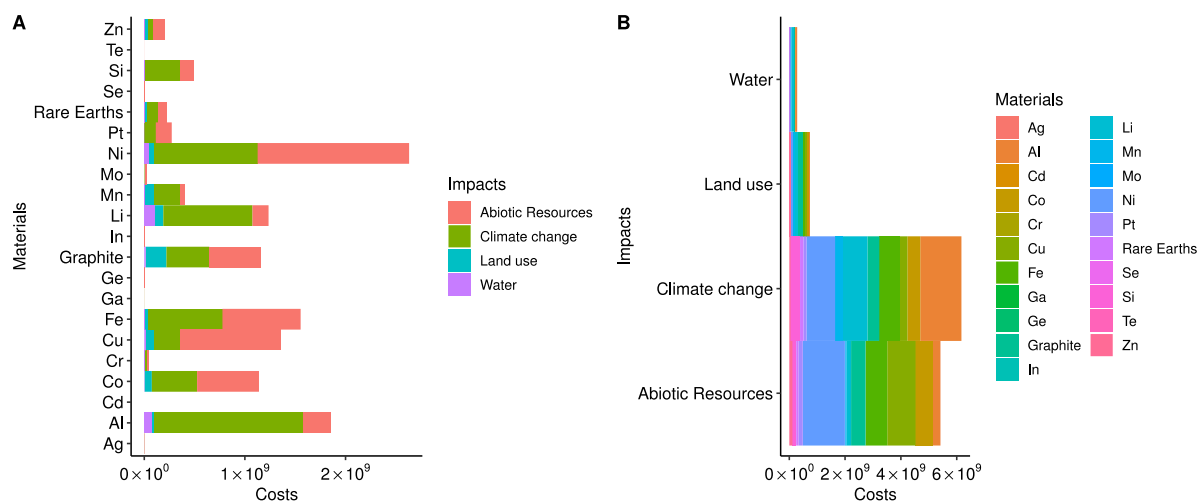 A
Materials
Zn
Te
Si
Se
Rare Earths
Pt
Ni
Mo
Mn
Li
In
Graphite
Ge
Ga
Fe
Cu
Cr
Co
Cd
Al
Ag
0 × 10⁰
1 × 10⁹
2 × 10⁹
Costs
Impacts
Abiotic Resources
Climate change
Land use
Water
B
Impacts
Water
Land use
Climate change
Abiotic Resources
0 × 10⁰
2 × 10⁹
4 × 10⁹
6 × 10⁹
Costs
Materials
Ag
Al
Cd
Co
Cr
Cu
Fe
Ga
Ge
Graphite
In
Li
Mn
Mo
Ni
Pt
Rare Earths
Se
Si
Te
Zn